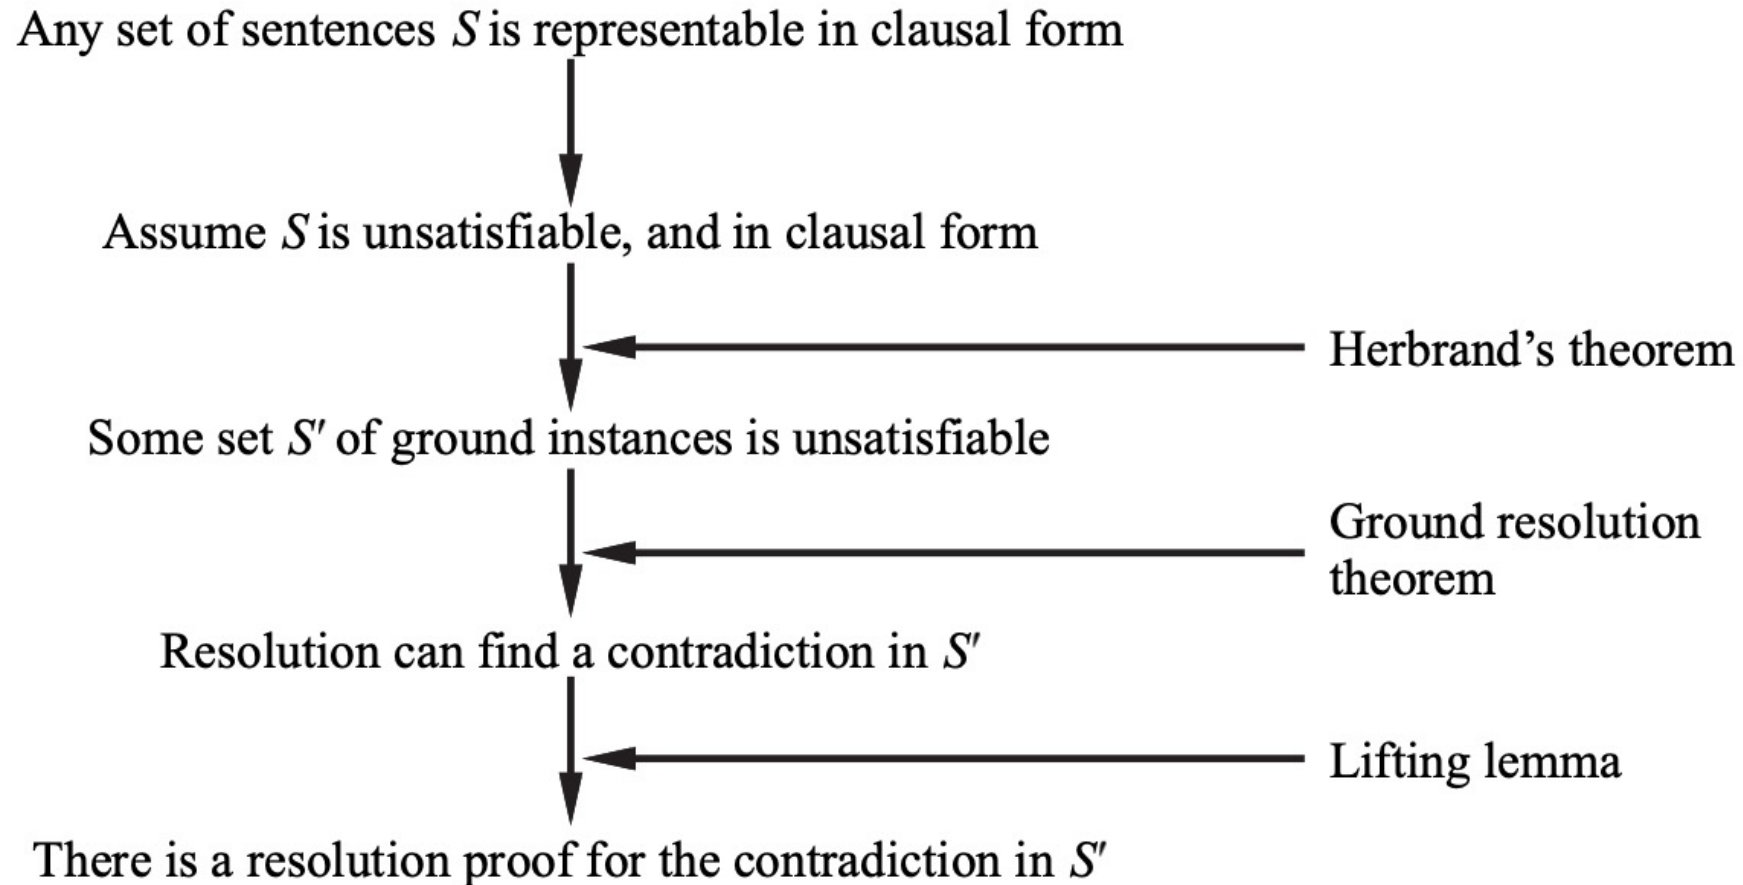 Any set of sentences S is representable in clausal form
Assume S is unsatisfiable, and in clausal form
Herbrand’s theorem
Some set S′ of ground instances is unsatisfiable
Ground resolution
theorem
Resolution can find a contradiction in S′
Lifting lemma
There is a resolution proof for the contradiction in S′